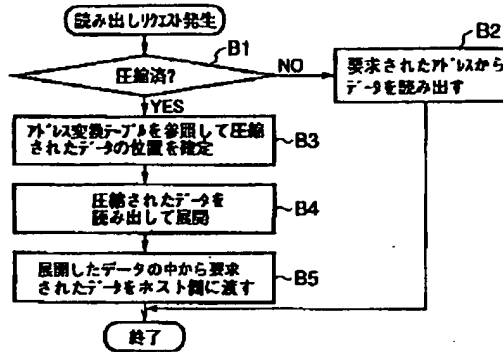 読み出しリクエスト発生
B1
圧縮済?
NO
B2
要求されたアドレスから
データを読み出す
YES
アドレス変換テーブルを参照して圧縮
されたデータの位置を確定
B3
圧縮されたデータを
読み出して展開
B4
展開したデータの中から要求
されたデータをホスト側に渡す
B5
終了